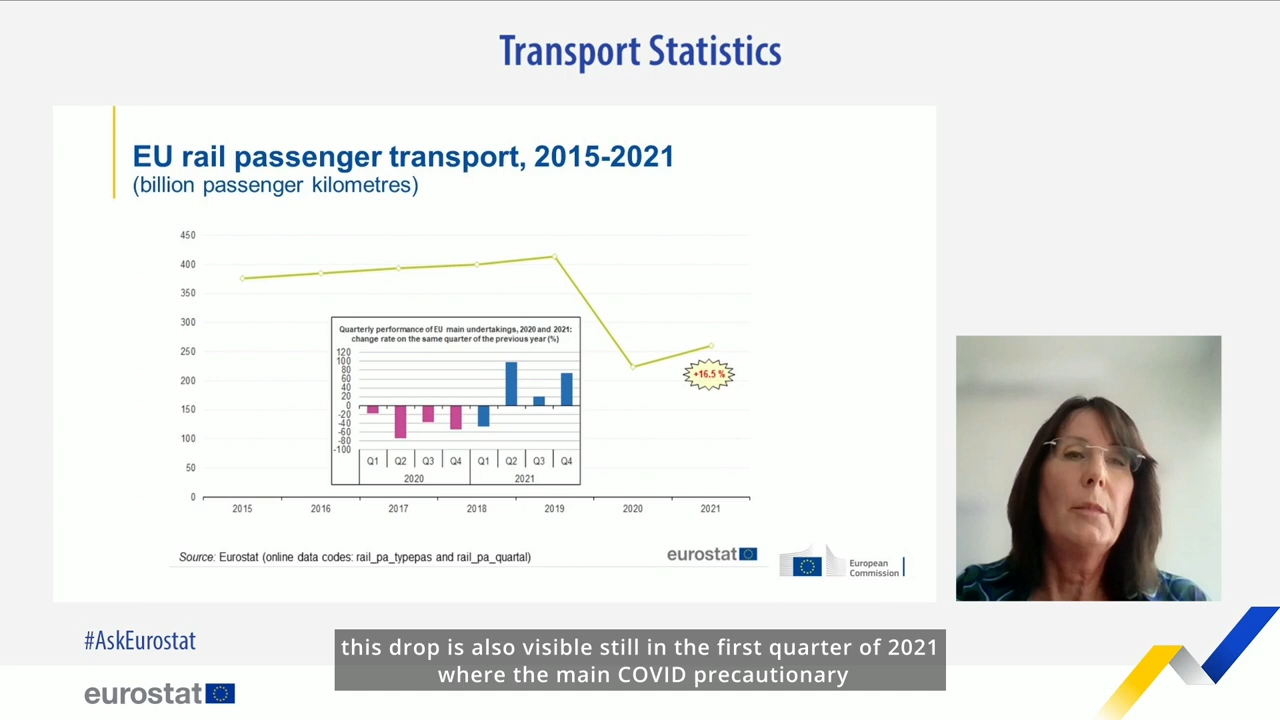 Transport Statistics
EU rail passenger transport, 2015-2021
(billion passenger kilometres)
450
400
350
300
250
200
150
100
50
0
2015 2016 2017 2018 2019 2020 2021
+16.5 %
Quarterly performance of EU main undertakings, 2020 and 2021:
change rate on the same quarter of the previous year (%)
120
100
80
60
40
20
0
-20
-40
-60
-80
-100
Q1 Q2 Q3 Q4 Q1 Q2 Q3 Q4
2020 2021
Source: Eurostat (online data codes: rail_pa_typepas and rail_pa_quartal)
eurostat
European
Commission
#AskEurostat
this drop is also visible still in the first quarter of 2021
where the main COVID precautionary
eurostat